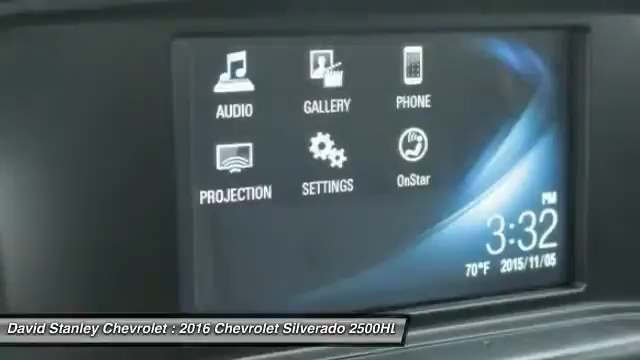 AUDIO
GALLERY
PHONE
PROJECTION
SETTINGS
OnStar
PM
3:32
70°F 2015/11/05
David Stanley Chevrolet : 2016 Chevrolet Silverado 2500HD